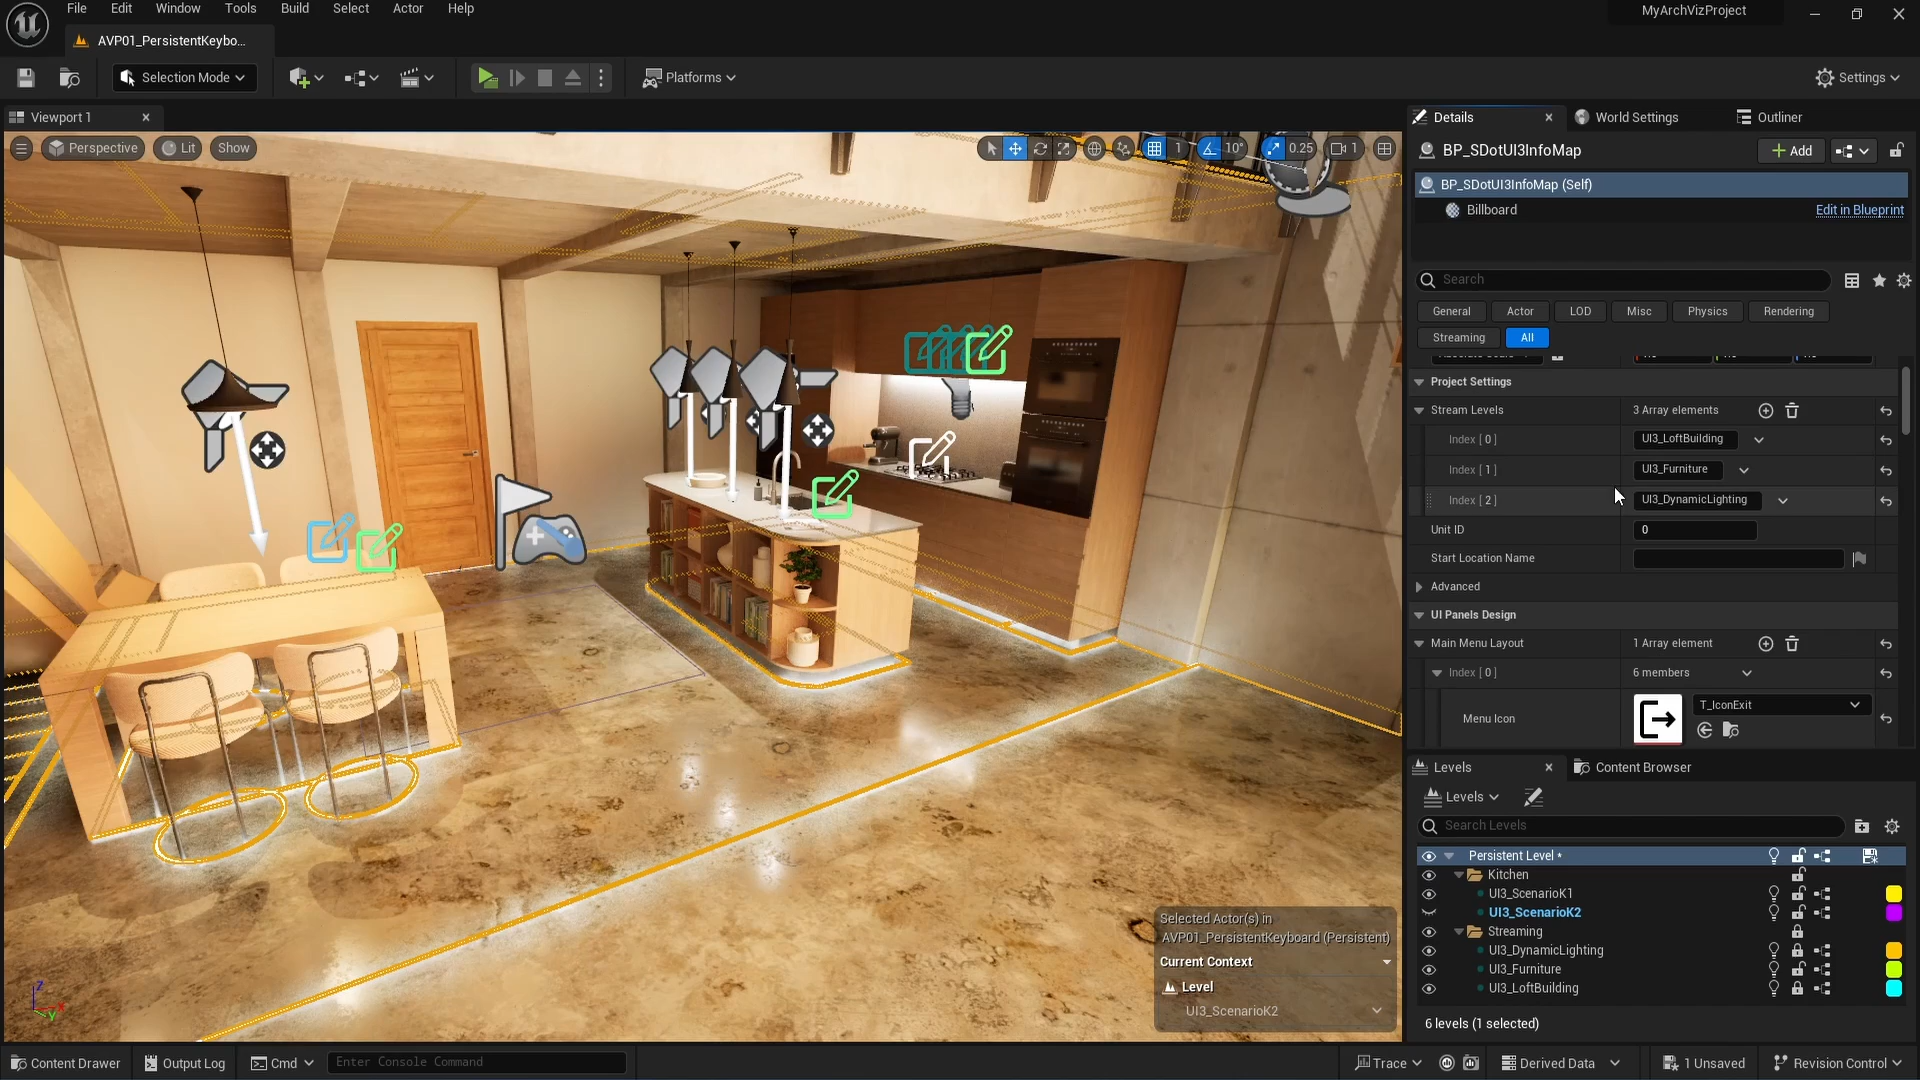 File Edit Window Tools Build Select Actor Help
MyArchVizProject
AVP01_PersistentKeybo...
Selection Mode
Platforms
Settings
Viewport 1
Perspective Lit Show
1 10° 0.25 1
Details World Settings Outliner
BP_SDotUI3InfoMap
Add
BP_SDotUI3InfoMap (Self)
Billboard Edit in Blueprint
Search
General Actor LOD Misc Physics Rendering
Streaming All
Project Settings
Stream Levels 3 Array elements
Index [ 0 ] UI3_LoftBuilding
Index [ 1 ] UI3_Furniture
Index [ 2 ] UI3_DynamicLighting
Unit ID 0
Start Location Name
Advanced
UI Panels Design
Main Menu Layout 1 Array element
Index [ 0 ] 6 members
Menu Icon T_IconExit
Levels Content Browser
Levels
Search Levels
Persistent Level *
Kitchen
UI3_ScenarioK1
UI3_ScenarioK2
Streaming
UI3_DynamicLighting
UI3_Furniture
UI3_LoftBuilding
6 levels (1 selected)
Selected Actor(s) in
AVP01_PersistentKeyboard (Persistent)
Current Context
Level
UI3_ScenarioK2
Z
X
Y
Content Drawer Output Log Cmd Enter Console Command Trace Derived Data 1 Unsaved Revision Control